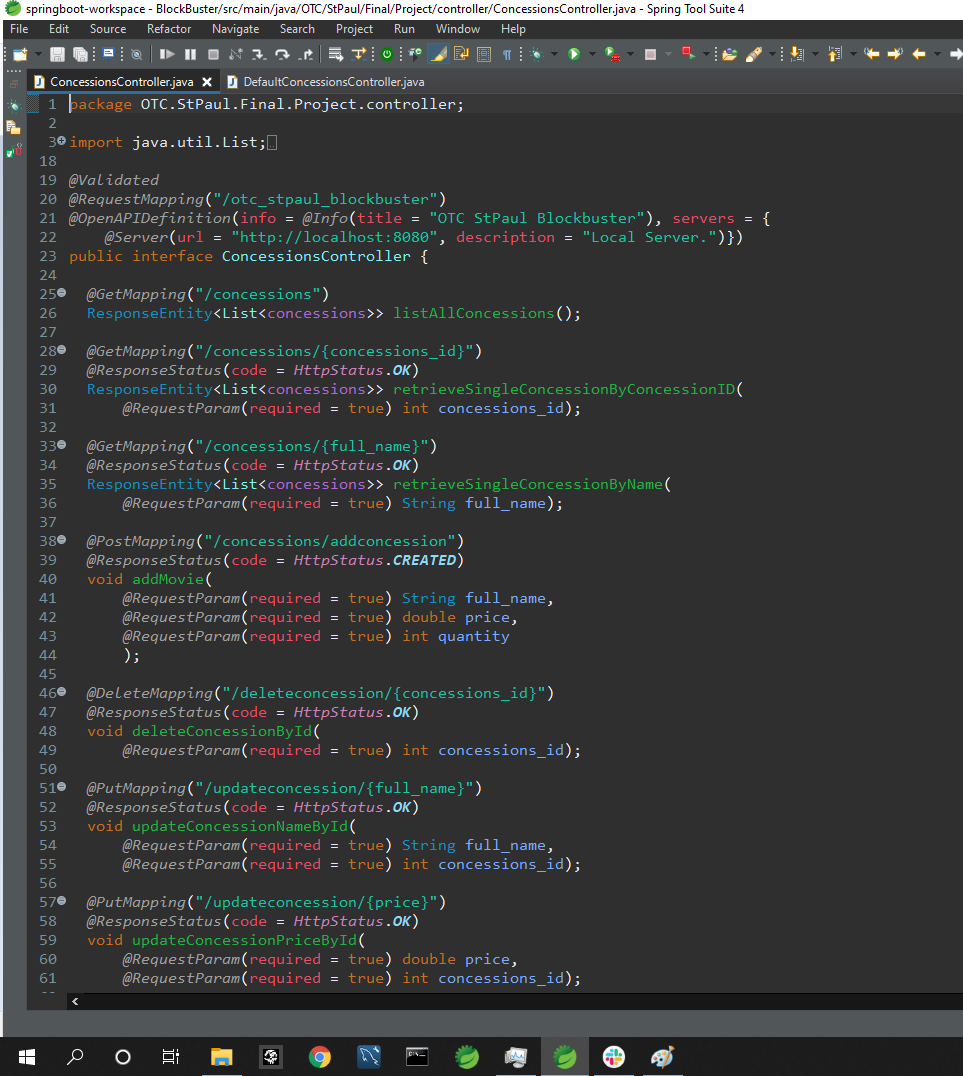 springboot-workspace - BlockBuster/src/main/java/OTC/StPaul/Final/Project/controller/ConcessionsController.java - Spring Tool Suite 4
File Edit Source Refactor Navigate Search Project Run Window Help
ConcessionsController.java DefaultConcessionsController.java
1 package OTC.StPaul.Final.Project.controller;
2
3 import java.util.List;
18
19 @Validated
20 @RequestMapping("/otc_stpaul_blockbuster")
21 @OpenAPIDefinition(info = @Info(title = "OTC StPaul Blockbuster"), servers = {
22     @Server(url = "http://localhost:8080", description = "Local Server.")})
23 public interface ConcessionsController {
24
25   @GetMapping("/concessions")
26   ResponseEntity<List<concessions>> listAllConcessions();
27
28   @GetMapping("/concessions/{concessions_id}")
29   @ResponseStatus(code = HttpStatus.OK)
30   ResponseEntity<List<concessions>> retrieveSingleConcessionByConcessionID(
31       @RequestParam(required = true) int concessions_id);
32
33   @GetMapping("/concessions/{full_name}")
34   @ResponseStatus(code = HttpStatus.OK)
35   ResponseEntity<List<concessions>> retrieveSingleConcessionByName(
36       @RequestParam(required = true) String full_name);
37
38   @PostMapping("/concessions/addconcession")
39   @ResponseStatus(code = HttpStatus.CREATED)
40   void addMovie(
41       @RequestParam(required = true) String full_name,
42       @RequestParam(required = true) double price,
43       @RequestParam(required = true) int quantity
44       );
45
46   @DeleteMapping("/deleteconcession/{concessions_id}")
47   @ResponseStatus(code = HttpStatus.OK)
48   void deleteConcessionById(
49       @RequestParam(required = true) int concessions_id);
50
51   @PutMapping("/updateconcession/{full_name}")
52   @ResponseStatus(code = HttpStatus.OK)
53   void updateConcessionNameById(
54       @RequestParam(required = true) String full_name,
55       @RequestParam(required = true) int concessions_id);
56
57   @PutMapping("/updateconcession/{price}")
58   @ResponseStatus(code = HttpStatus.OK)
59   void updateConcessionPriceById(
60       @RequestParam(required = true) double price,
61       @RequestParam(required = true) int concessions_id);